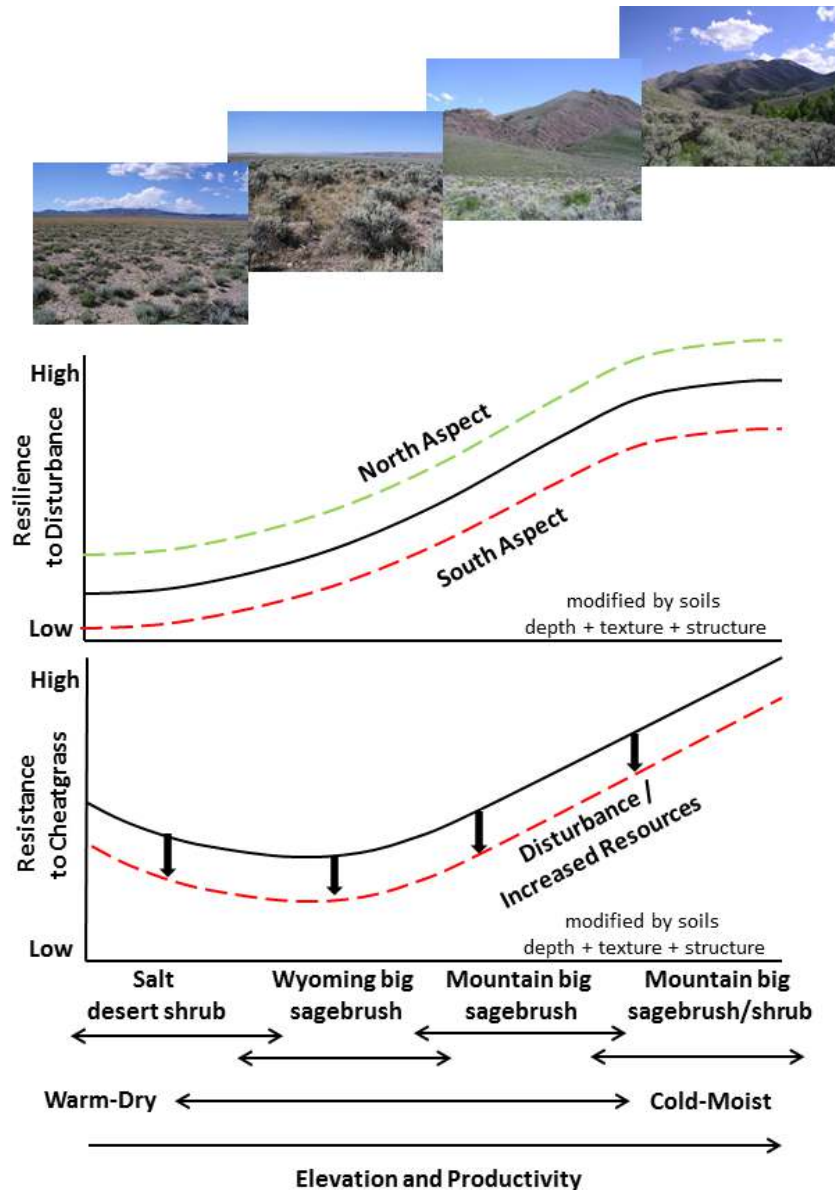 High
Resilience
to Disturbance
Low
North Aspect
South Aspect
modified by soils
depth + texture + structure
High
Resistance
to Cheatgrass
Low
Disturbance /
Increased Resources
modified by soils
depth + texture + structure
Salt
desert shrub
Wyoming big
sagebrush
Mountain big
sagebrush
Mountain big
sagebrush/shrub
Warm-Dry
Cold-Moist
Elevation and Productivity